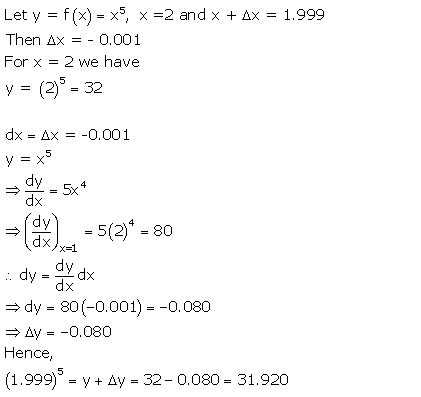 Let y = f(x) = x⁵, x =2 and x + Δx = 1.999
Then Δx = - 0.001
For x = 2 we have
y = (2)⁵ = 32
dx = Δx = -0.001
y = x⁵
⇒ dy/dx = 5x⁴
⇒ (dy/dx)ₓ₌₁ = 5(2)⁴ = 80
∴ dy = dy/dx dx
⇒ dy = 80(−0.001) = −0.080
⇒ Δy = −0.080
Hence,
(1.999)⁵ = y + Δy = 32 − 0.080 = 31.920